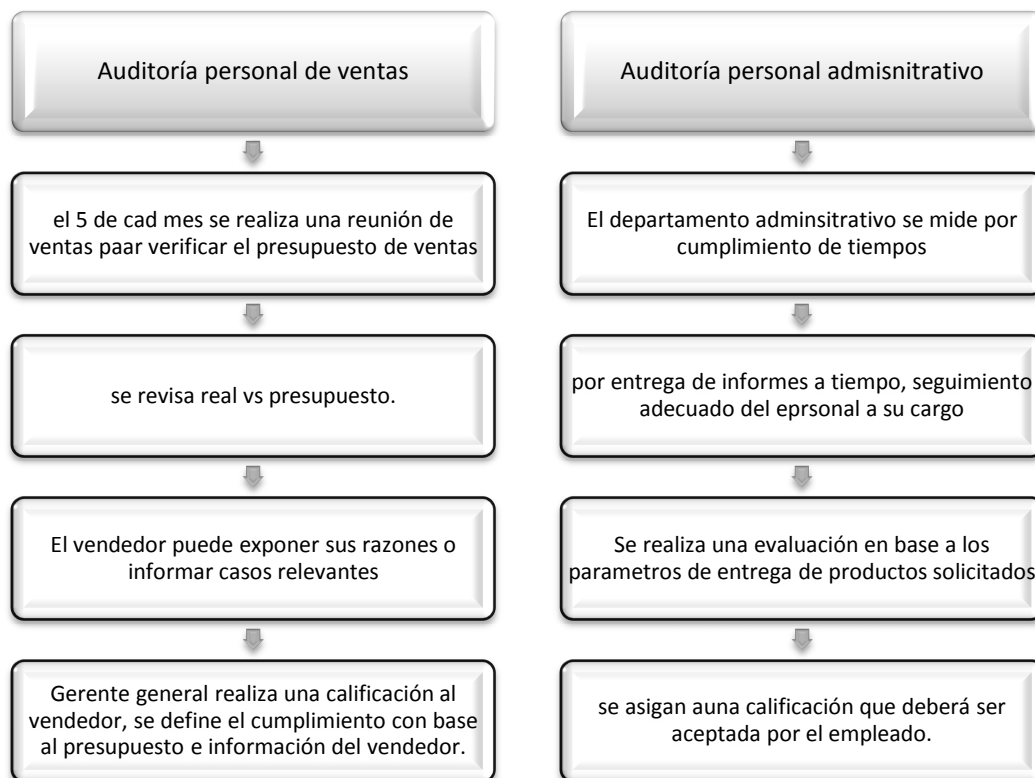 Auditoría personal de ventas
el 5 de cad mes se realiza una reunión de
ventas paar verificar el presupuesto de ventas
se revisa real vs presupuesto.
El vendedor puede exponer sus razones o
informar casos relevantes
Gerente general realiza una calificación al
vendedor, se define el cumplimiento con base
al presupuesto e información del vendedor.
Auditoría personal admisnitrativo
El departamento adminsitrativo se mide por
cumplimiento de tiempos
por entrega de informes a tiempo, seguimiento
adecuado del eprsonal a su cargo
Se realiza una evaluación en base a los
parametros de entrega de productos solicitados
se asigan auna calificación que deberá ser
aceptada por el empleado.